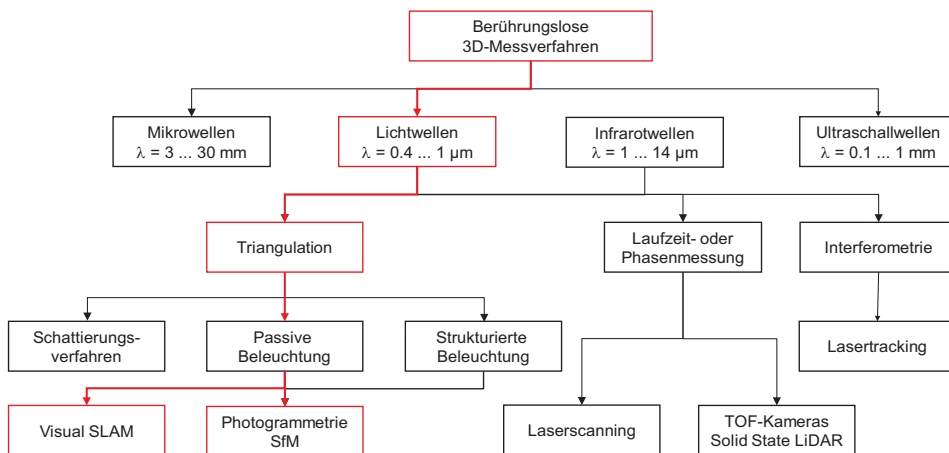 Berührungslose
3D-Messverfahren
Mikrowellen
λ = 3 ... 30 mm
Lichtwellen
λ = 0.4 ... 1 µm
Infrarotwellen
λ = 1 ... 14 µm
Ultraschallwellen
λ = 0.1 ... 1 mm
Triangulation
Laufzeit- oder
Phasenmessung
Interferometrie
Schattierungs-
verfahren
Passive
Beleuchtung
Strukturierte
Beleuchtung
Lasertracking
Visual SLAM
Photogrammetrie
SfM
Laserscanning
TOF-Kameras
Solid State LiDAR